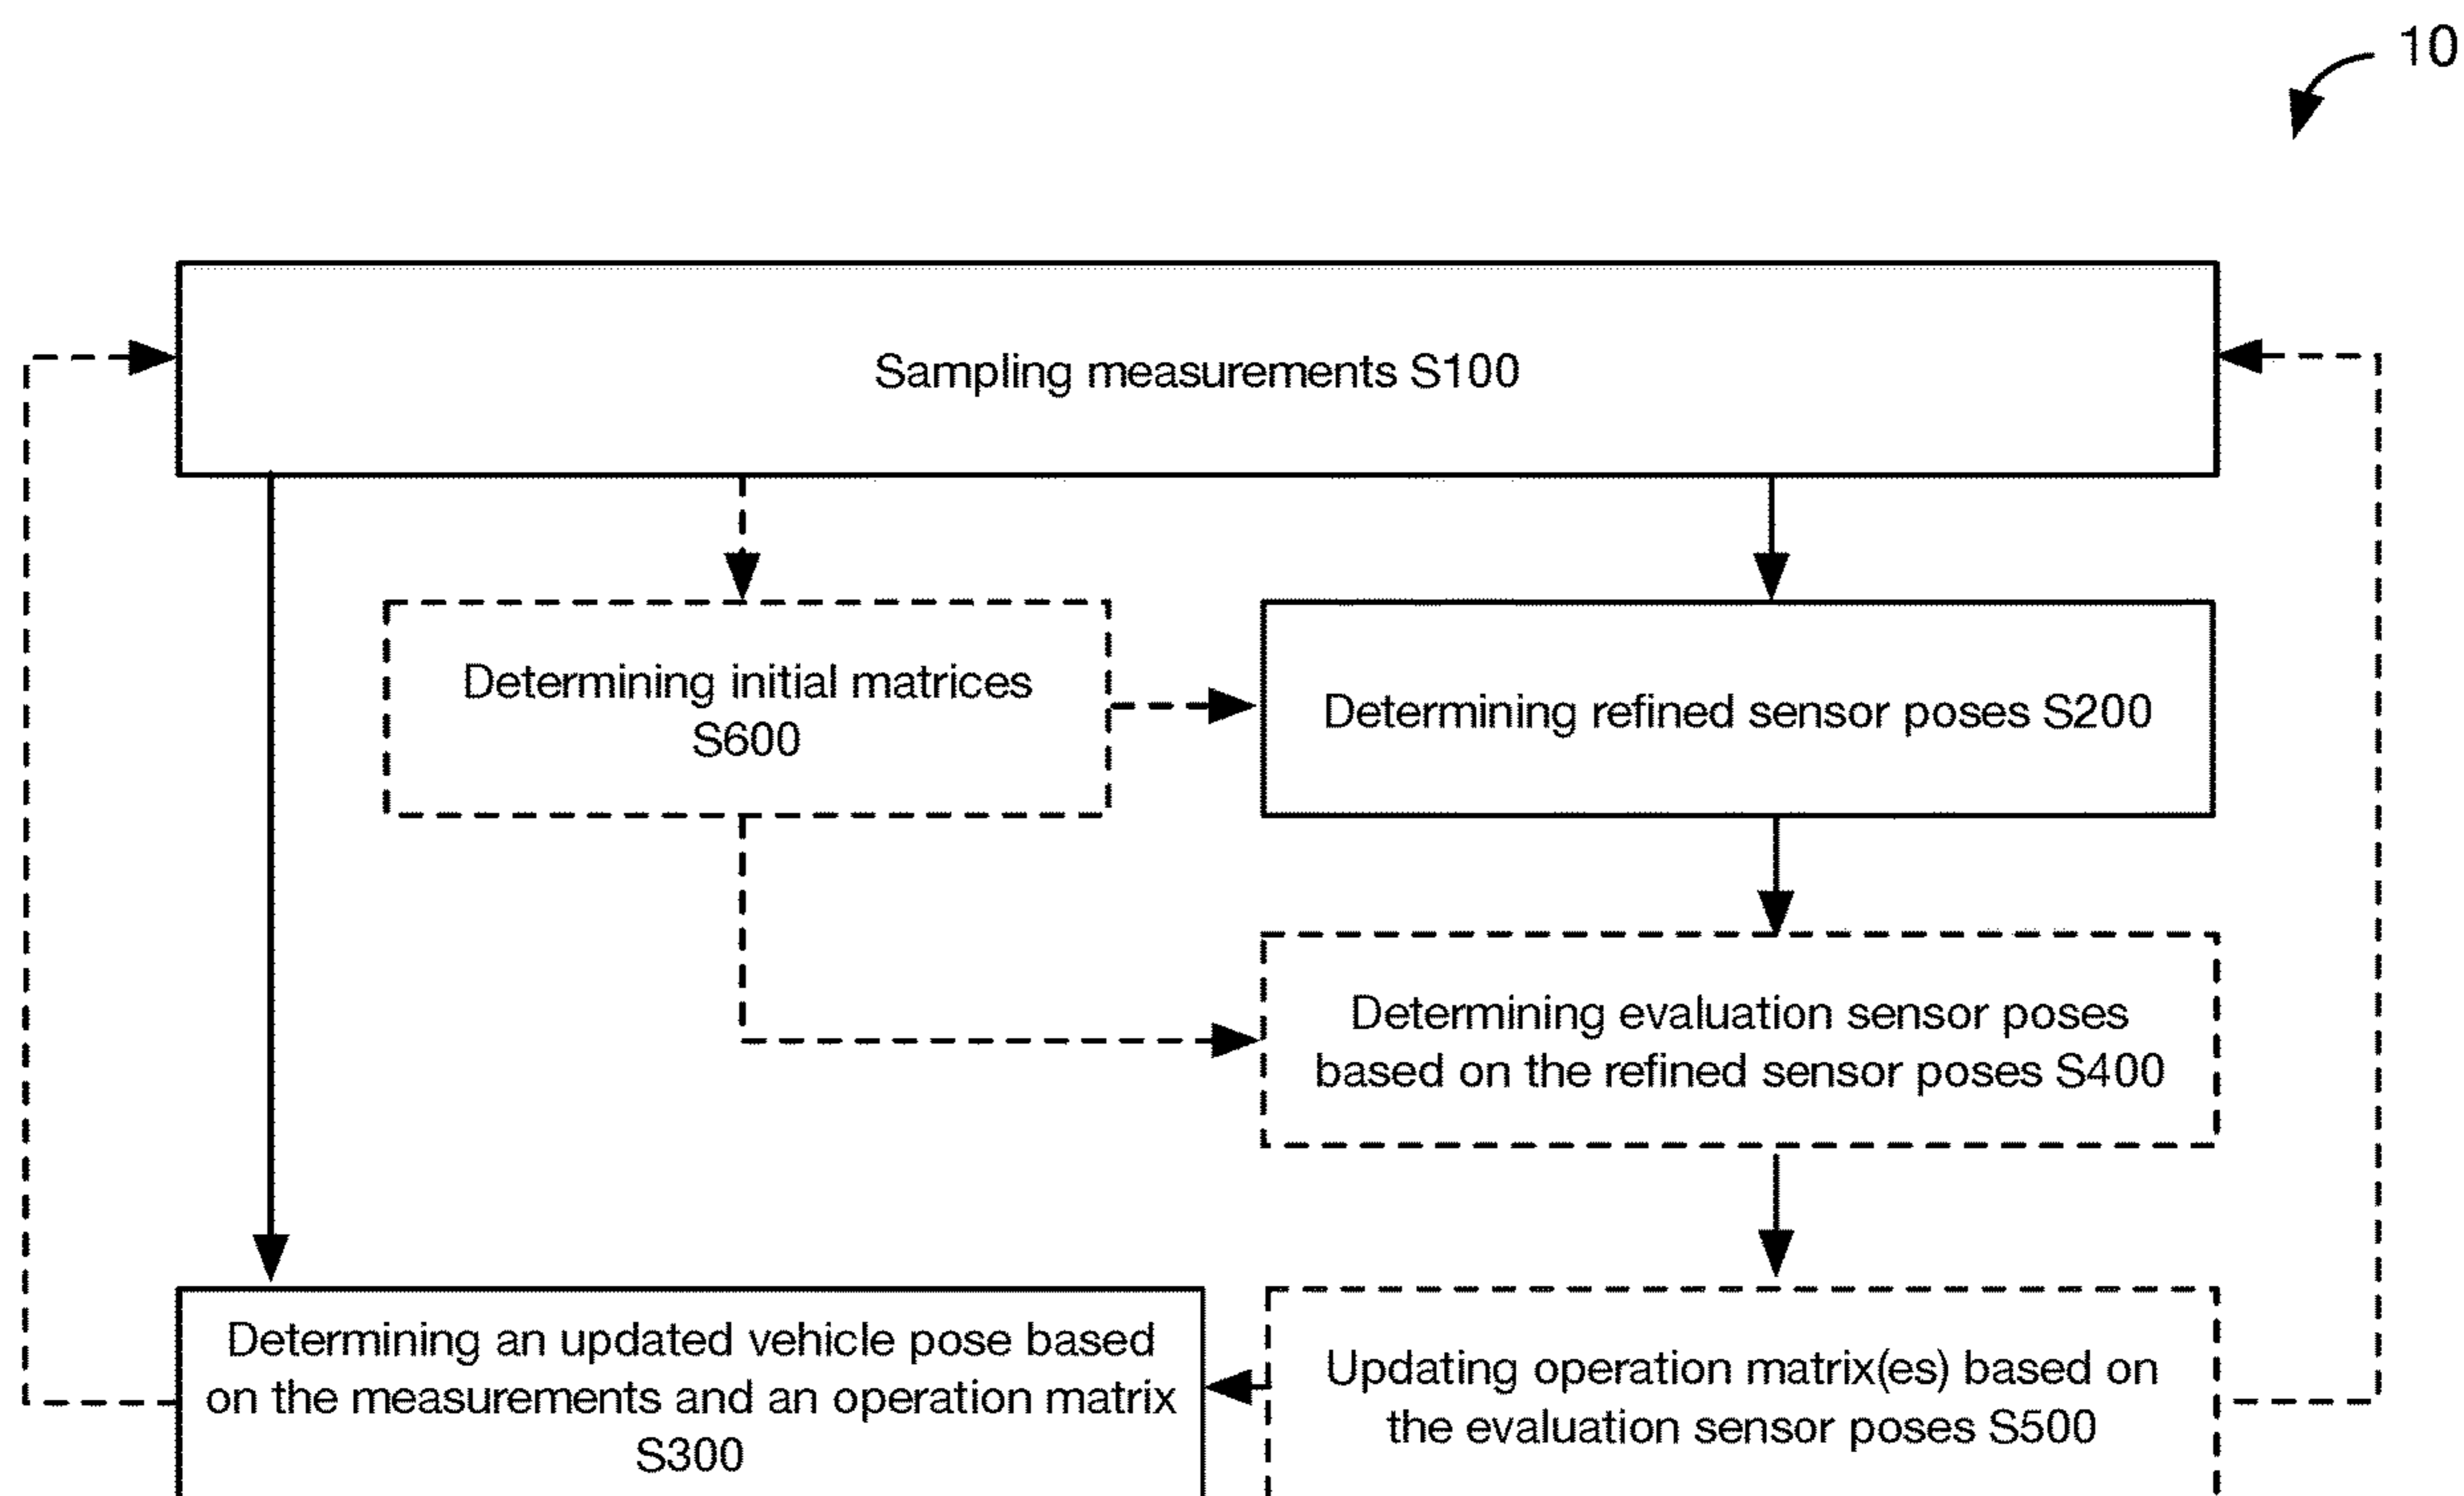 10
Sampling measurements S100
Determining initial matrices
S600
Determining refined sensor poses S200
Determining evaluation sensor poses
based on the refined sensor poses S400
Determining an updated vehicle pose based
on the measurements and an operation matrix
S300
Updating operation matrix(es) based on
the evaluation sensor poses S500